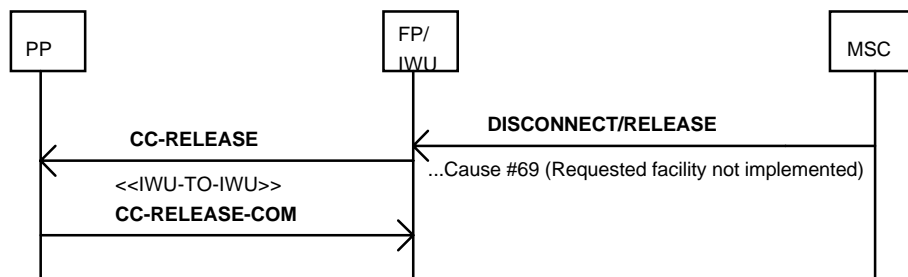 PP
FP/
IWU
MSC
DISCONNECT/RELEASE
CC-RELEASE
...Cause #69 (Requested facility not implemented)
<<IWU-TO-IWU>>
CC-RELEASE-COM